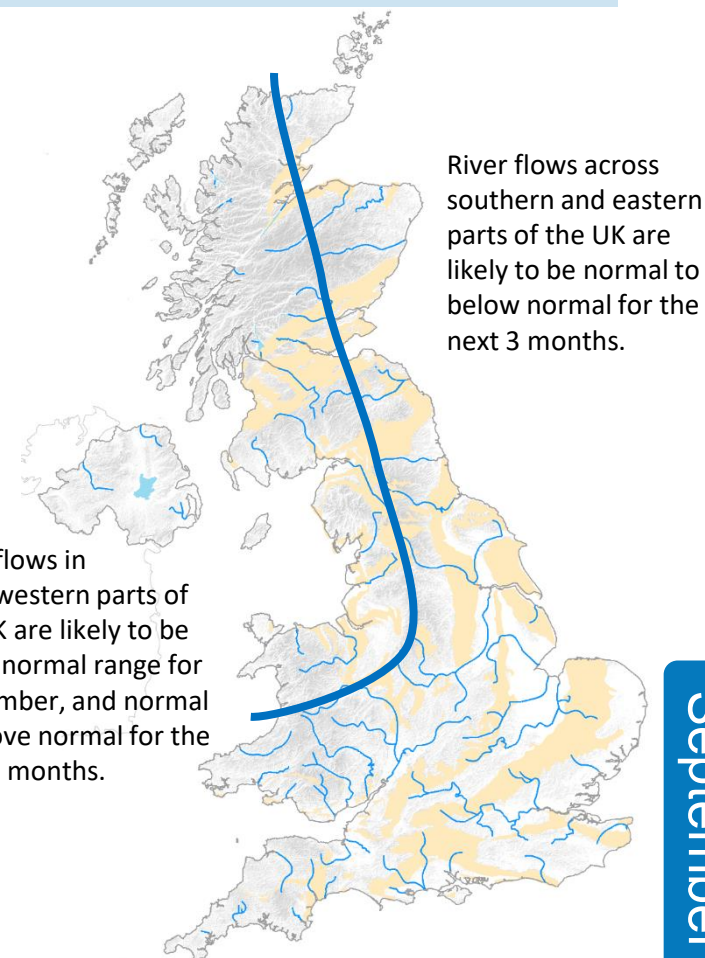 River flows across
southern and eastern
parts of the UK are
likely to be normal to
below normal for the
next 3 months.
flows in
western parts of
K are likely to be
normal range for
mber, and normal
ove normal for the
months.
September